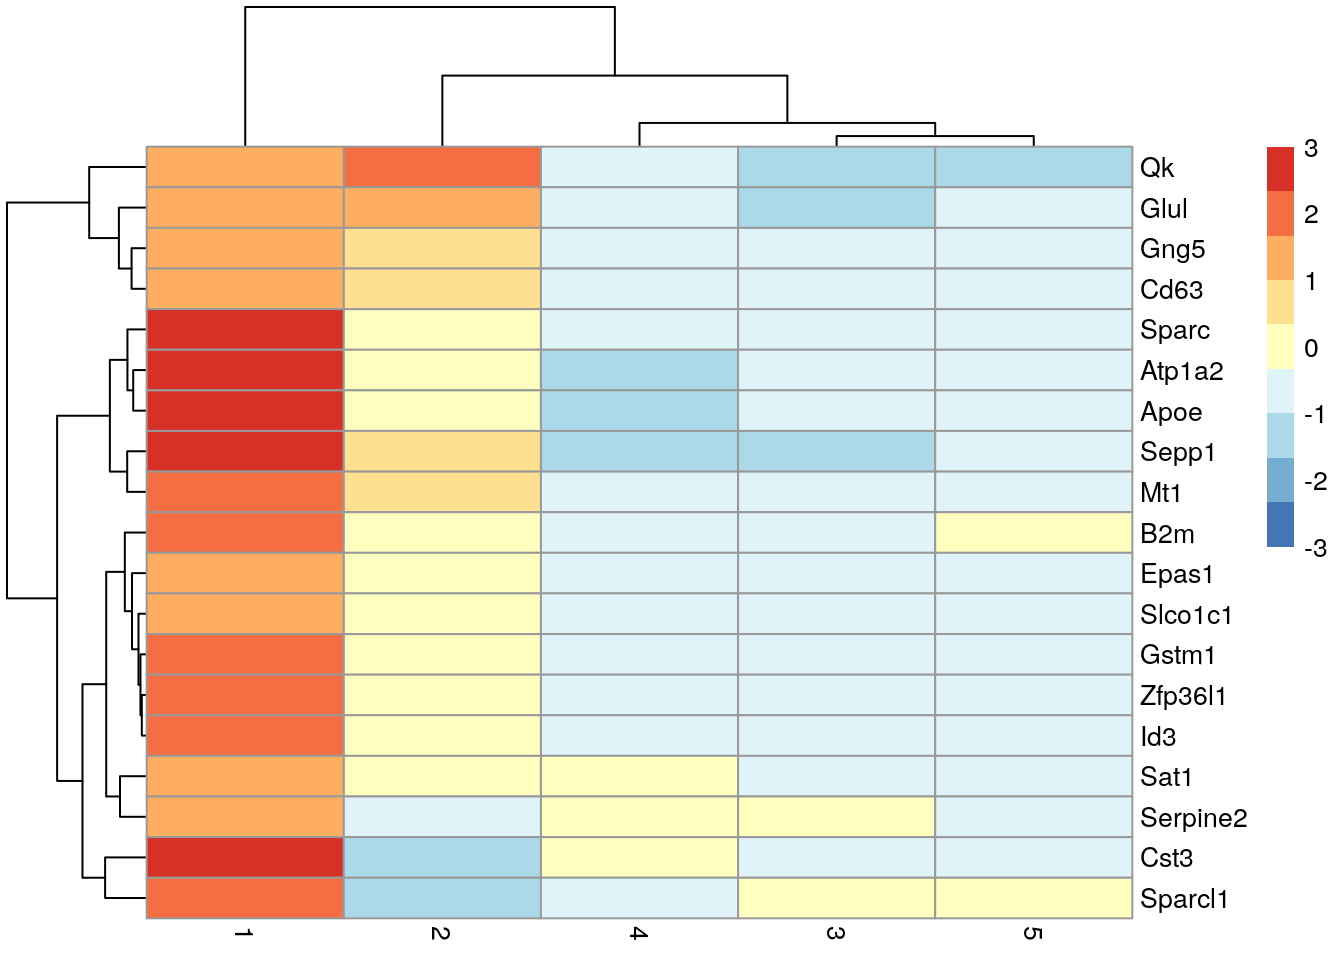 Qk
Glul
Gng5
Cd63
Sparc
Atp1a2
Apoe
Sepp1
Mt1
B2m
Epas1
Slco1c1
Gstm1
Zfp36l1
Id3
Sat1
Serpine2
Cst3
Sparcl1
3
2
1
0
-1
-2
-3
1 2 4 3 5